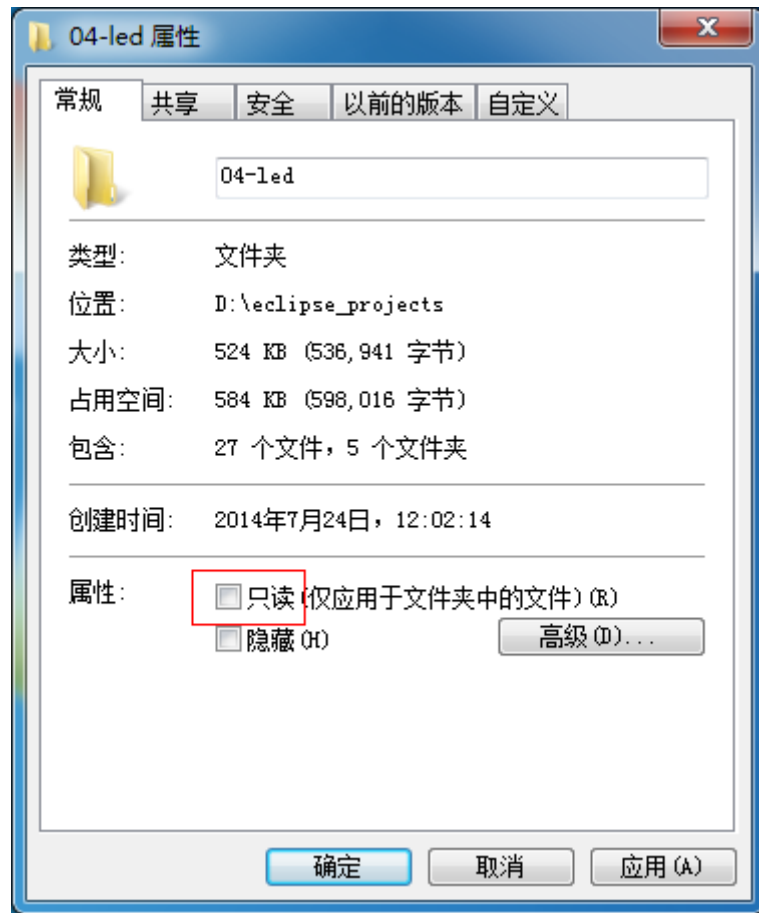 04-led 属性
常规 共享 安全 以前的版本 自定义
04-led
类型: 文件夹
位置: D:\eclipse_projects
大小: 524 KB (536,941 字节)
占用空间: 584 KB (598,016 字节)
包含: 27 个文件，5 个文件夹
创建时间: 2014年7月24日，12:02:14
属性: 只读(仅应用于文件夹中的文件)(R)
隐藏(H) 高级(D)...
确定 取消 应用(A)